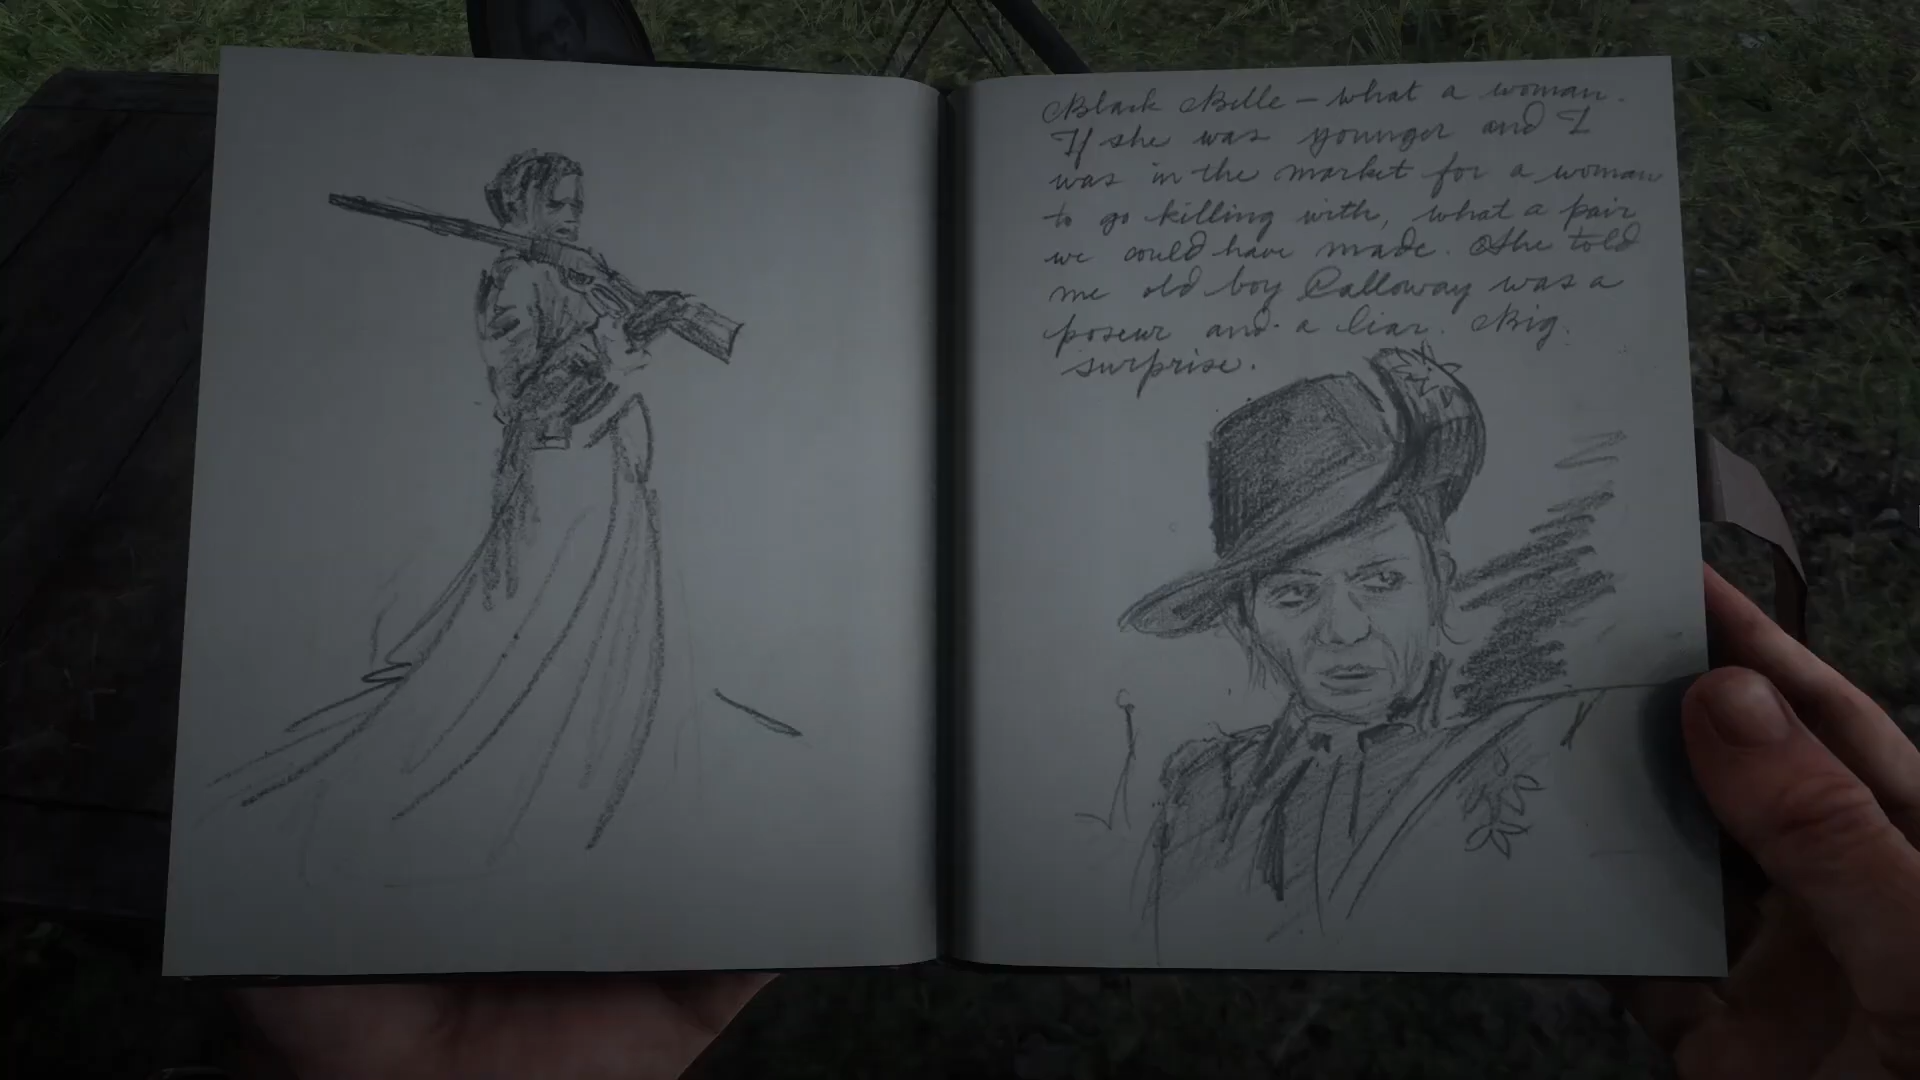 Black Belle – what a woman.
If she was younger and I
was in the market for a woman
to go killing with, what a pair
we could have made. She told
me old boy Calloway was a
poseur and a liar. Big
surprise.